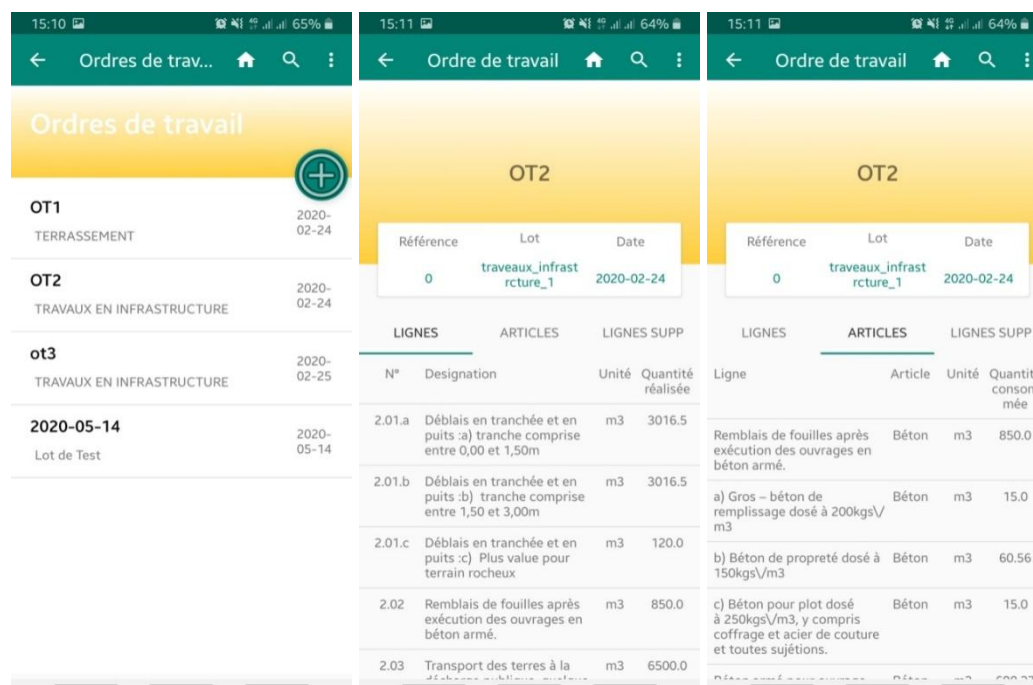 15:10 4G 65%
Ordres de trav...
Ordres de travail
OT1
2020-
02-24
TERRASSEMENT
OT2
2020-
02-24
TRAVAUX EN INFRASTRUCTURE
ot3
2020-
02-25
TRAVAUX EN INFRASTRUCTURE
2020-05-14
2020-
05-14
Lot de Test
15:11 4G 64%
Ordre de travail
OT2
Référence Lot Date
0 traveaux_infrast 2020-02-24
rcture_1
LIGNES ARTICLES LIGNES SUPP
N° Designation Unité Quantité
réalisée
2.01.a Déblais en tranchée et en m3 3016.5
puits :a) tranche comprise
entre 0,00 et 1,50m
2.01.b Déblais en tranchée et en m3 3016.5
puits :b) tranche comprise
entre 1,50 et 3,00m
2.01.c Déblais en tranchée et en m3 120.0
puits :c) Plus value pour
terrain rocheux
2.02 Remblais de fouilles après m3 850.0
exécution des ouvrages en
béton armé.
2.03 Transport des terres à la m3 6500.0
15:11 4G 64%
Ordre de travail
OT2
Référence Lot Date
0 traveaux_infrast 2020-02-24
rcture_1
LIGNES ARTICLES LIGNES SUPP
Ligne Article Unité Quantit
conson
mée
Remblais de fouilles après Béton m3 850.0
exécution des ouvrages en
béton armé.
a) Gros – béton de Béton m3 15.0
remplissage dosé à 200kgs\/
m3
b) Béton de propreté dosé à Béton m3 60.56
150kgs\/m3
c) Béton pour plot dosé Béton m3 15.0
à 250kgs\/m3, y compris
coffrage et acier de couture
et toutes sujétions.